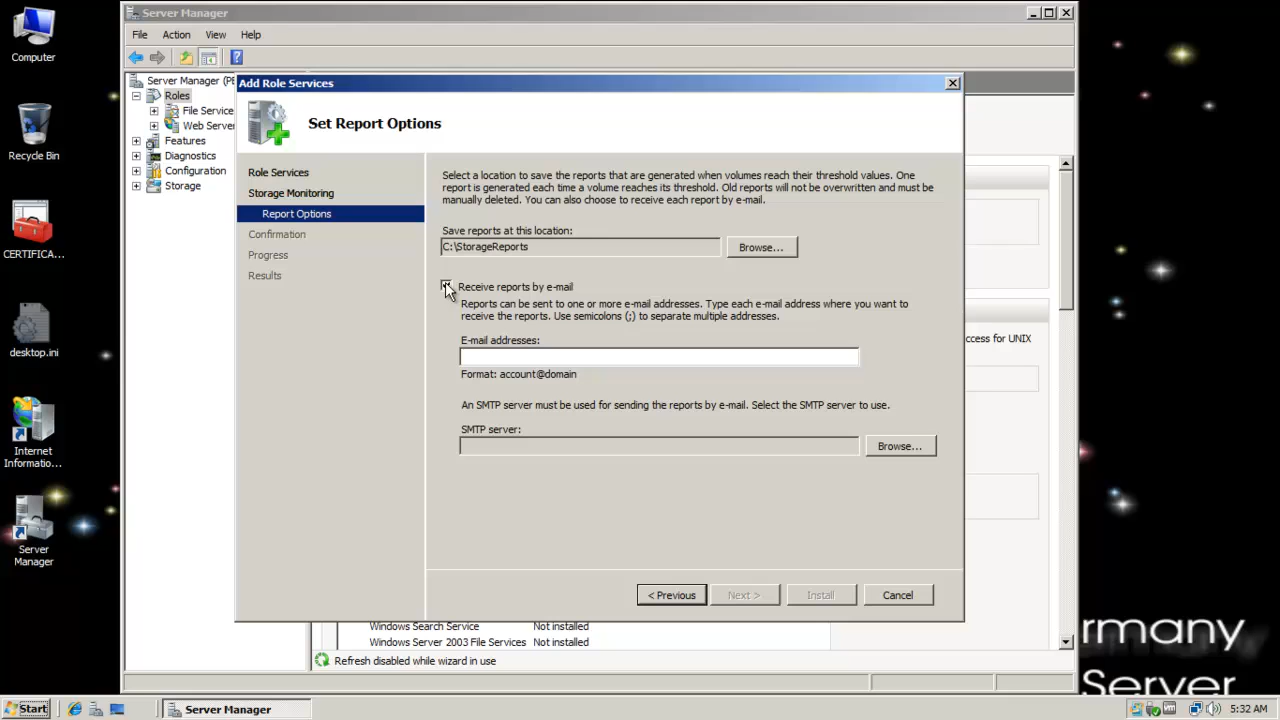 Computer
Recycle Bin
CERTIFICA...
desktop.ini
Internet
Informatio...
Server
Manager
Server Manager
File Action View Help
Server Manager (PE
Roles
File Service
Web Server
Features
Diagnostics
Configuration
Storage
Add Role Services
Set Report Options
Role Services
Storage Monitoring
Report Options
Confirmation
Progress
Results
Select a location to save the reports that are generated when volumes reach their threshold values. One
report is generated each time a volume reaches its threshold. Old reports will not be overwritten and must be
manually deleted. You can also choose to receive each report by e-mail.
Save reports at this location:
C:\StorageReports
Browse...
Receive reports by e-mail
Reports can be sent to one or more e-mail addresses. Type each e-mail address where you want to
receive the reports. Use semicolons (;) to separate multiple addresses.
E-mail addresses:
Format: account@domain
An SMTP server must be used for sending the reports by e-mail. Select the SMTP server to use.
SMTP server:
Browse...
< Previous Next > Install Cancel
ccess for UNIX
Windows Search Service Not installed
Windows Server 2003 File Services Not installed
Refresh disabled while wizard in use
rmany
Server
Start Server Manager 5:32 AM